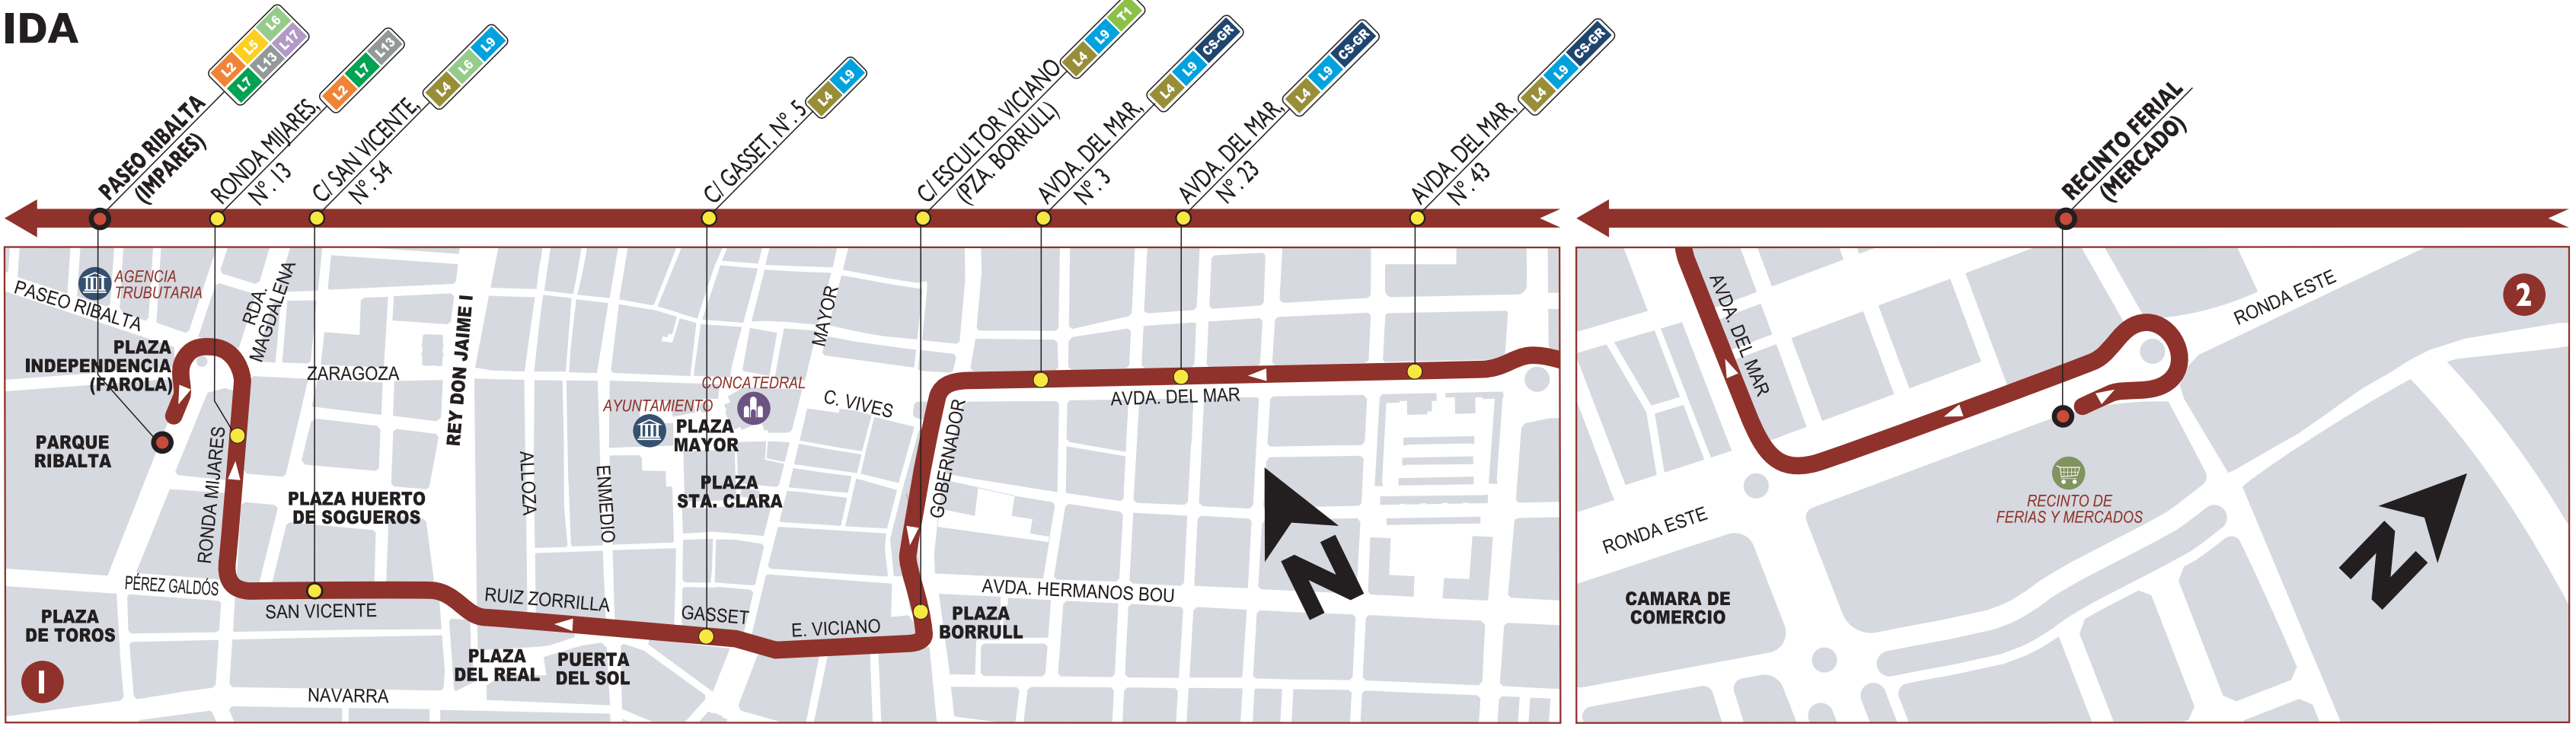 IDA
L2 L5 L6
L7 L13 L17
PASEO RIBALTA
(IMPARES)
L2 L7 L13
RONDA MIJARES,
Nº. 13
L4 L6 L9
C/ SAN VICENTE,
Nº. 54
L4 L9
C/ GASSET, Nº. 5
L4 L9 T1
C/ ESCULTOR VICIANO
(PZA. BORRULL)
L4 L9 CS-GR
AVDA. DEL MAR,
Nº. 3
L4 L9 CS-GR
AVDA. DEL MAR,
Nº. 23
L4 L9 CS-GR
AVDA. DEL MAR,
Nº. 43
RECINTO FERIAL
(MERCADO)
AGENCIA
TRUBUTARIA
PASEO RIBALTA
RDA.
MAGDALENA
PLAZA
INDEPENDENCIA
(FAROLA)
ZARAGOZA
REY DON JAIME I
MAYOR
CONCATEDRAL
AYUNTAMIENTO
PLAZA
MAYOR
C. VIVES
AVDA. DEL MAR
GOBERNADOR
PARQUE
RIBALTA
RONDA MIJARES
ALLOZA
ENMEDIO
PLAZA
STA. CLARA
PLAZA HUERTO
DE SOGUEROS
N
PÉREZ GALDÓS
SAN VICENTE
RUIZ ZORRILLA
GASSET
E. VICIANO
AVDA. HERMANOS BOU
PLAZA
BORRULL
PLAZA
DE TOROS
PLAZA
DEL REAL
PUERTA
DEL SOL
NAVARRA
1
AVDA. DEL MAR
RONDA ESTE
2
RECINTO DE
FERIAS Y MERCADOS
RONDA ESTE
CAMARA DE
COMERCIO
N